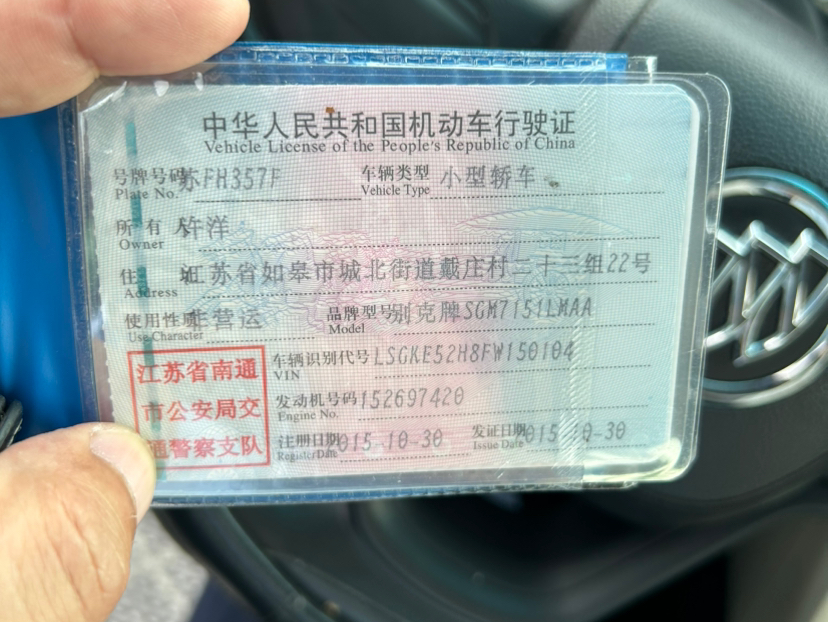 中华人民共和国机动车行驶证
Vehicle License of the People's Republic of China
号牌号码 苏FH357F 车辆类型 小型轿车
Plate No. Vehicle Type
所有人 许洋
Owner
住址 江苏省如皋市城北街道戴庄村二十三组22号
Address
使用性质 非营运 品牌型号 别克牌SGM7151LMAA
Use Character Model
江苏省南通
市公安局交
通警察支队
车辆识别代号 LSGKE52H8FW150104
VIN
发动机号码 152697420
Engine No.
注册日期 015-10-30 发证日期 015-10-30
Register Date Issue Date